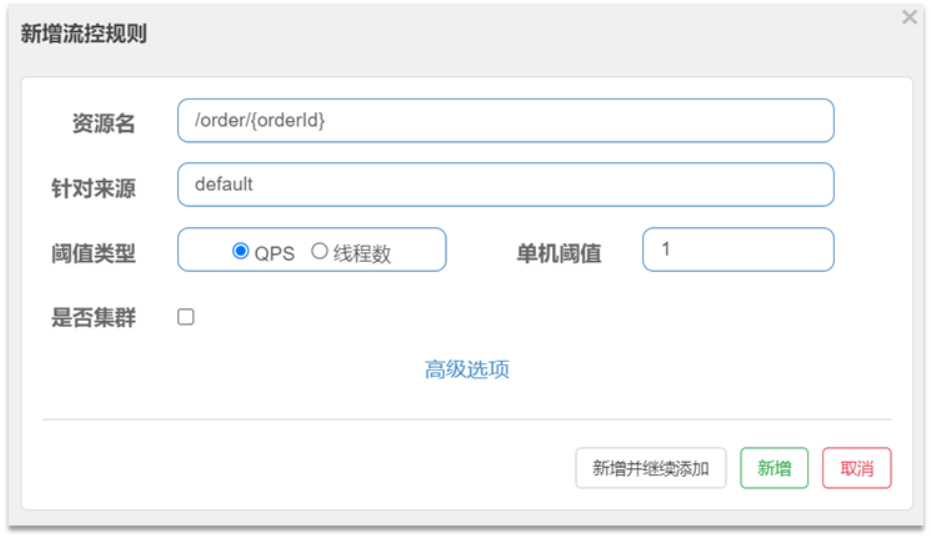 新增流控规则
资源名 /order/{orderId}
针对来源 default
阈值类型 QPS 线程数 单机阈值 1
是否集群
高级选项
新增并继续添加 新增 取消